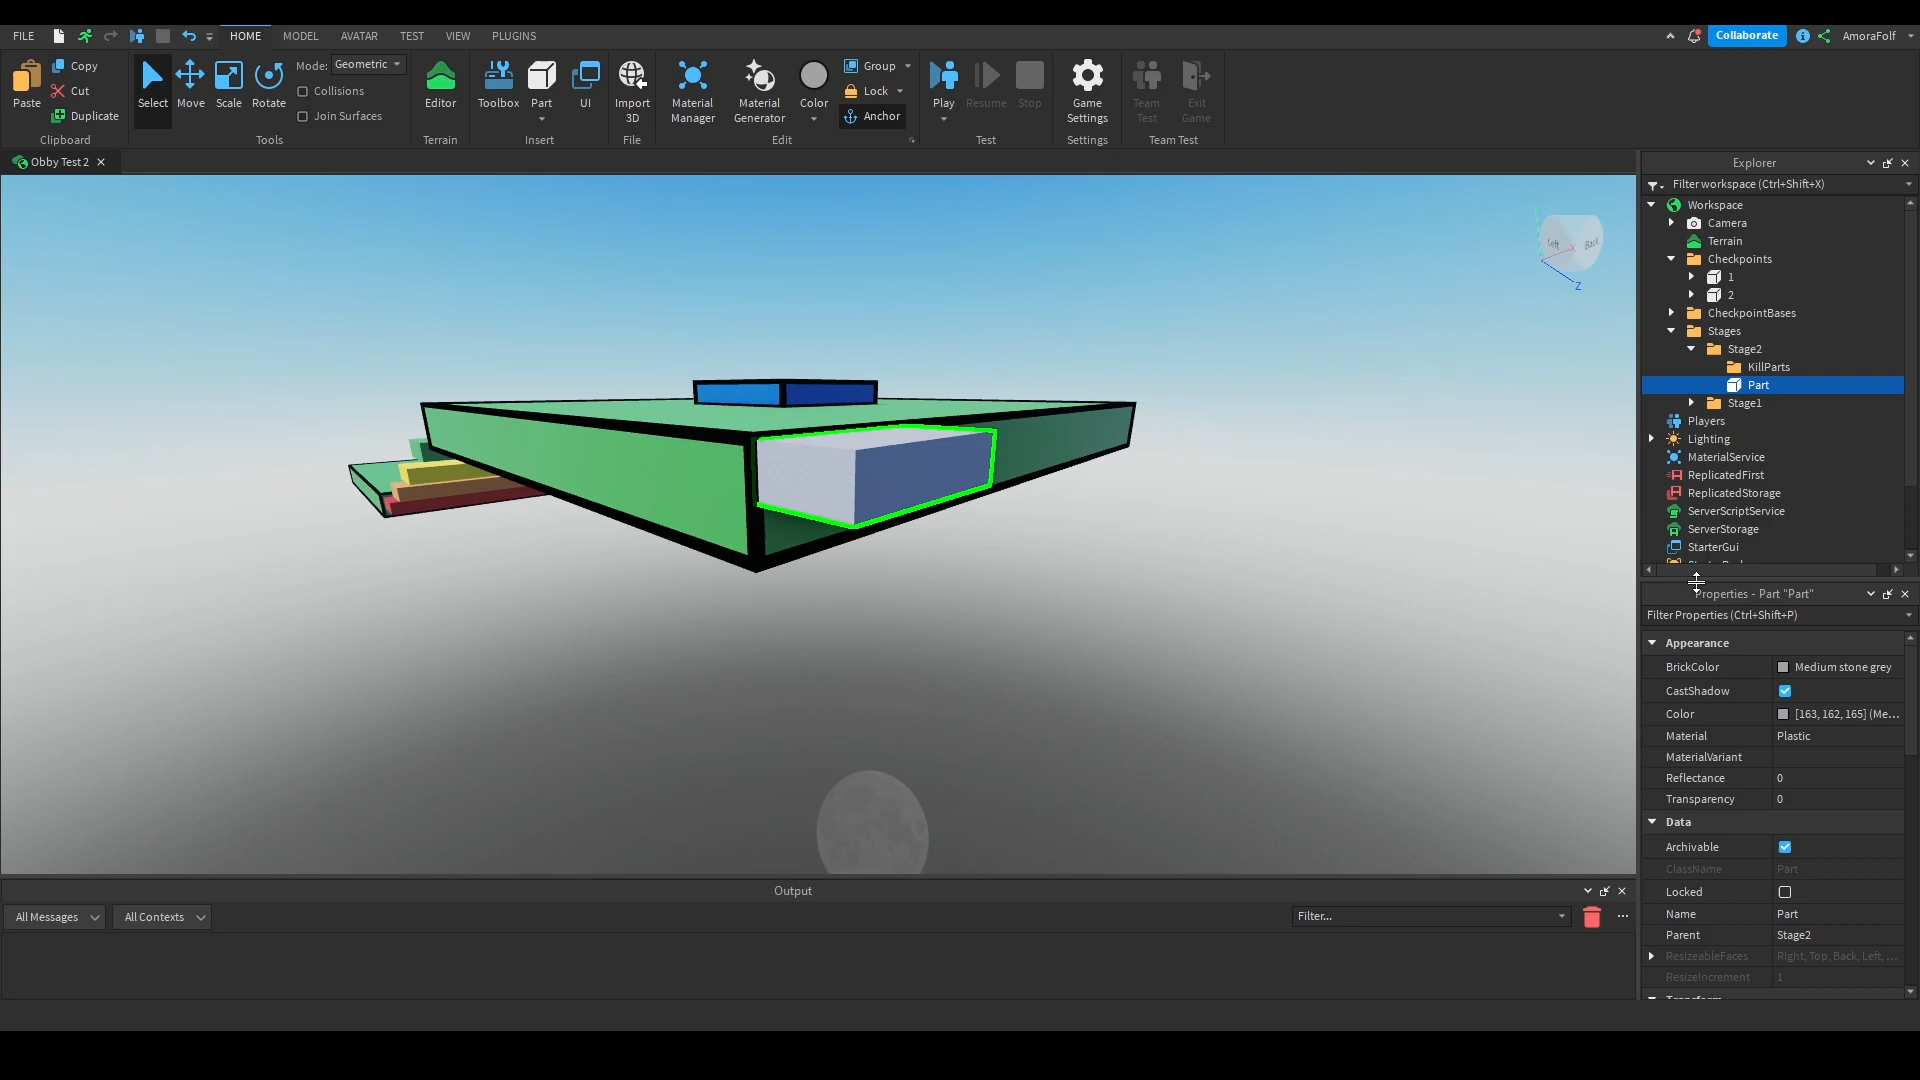 FILE HOME MODEL AVATAR TEST VIEW PLUGINS Collaborate AmoraFolf
Paste Copy Cut Duplicate Clipboard
Select Move Scale Rotate Mode: Geometric Collisions Join Surfaces Tools
Editor Terrain
Toolbox Part UI Insert
Import 3D File
Material Manager Material Generator Color Group Lock Anchor Edit
Play Resume Stop Test
Game Settings Settings
Team Test Exit Game Team Test
Obby Test 2
Left Back
X
Z
Explorer
Filter workspace (Ctrl+Shift+X)
Workspace
Camera
Terrain
Checkpoints
1
2
CheckpointBases
Stages
Stage2
KillParts
Part
Stage1
Players
Lighting
MaterialService
ReplicatedFirst
ReplicatedStorage
ServerScriptService
ServerStorage
StarterGui
Properties - Part "Part"
Filter Properties (Ctrl+Shift+P)
Appearance
BrickColor Medium stone grey
CastShadow
Color [163, 162, 165] (Me...
Material Plastic
MaterialVariant
Reflectance 0
Transparency 0
Data
Archivable
ClassName Part
Locked
Name Part
Parent Stage2
ResizeableFaces Right, Top, Back, Left, ...
ResizeIncrement 1
Output
All Messages All Contexts Filter...